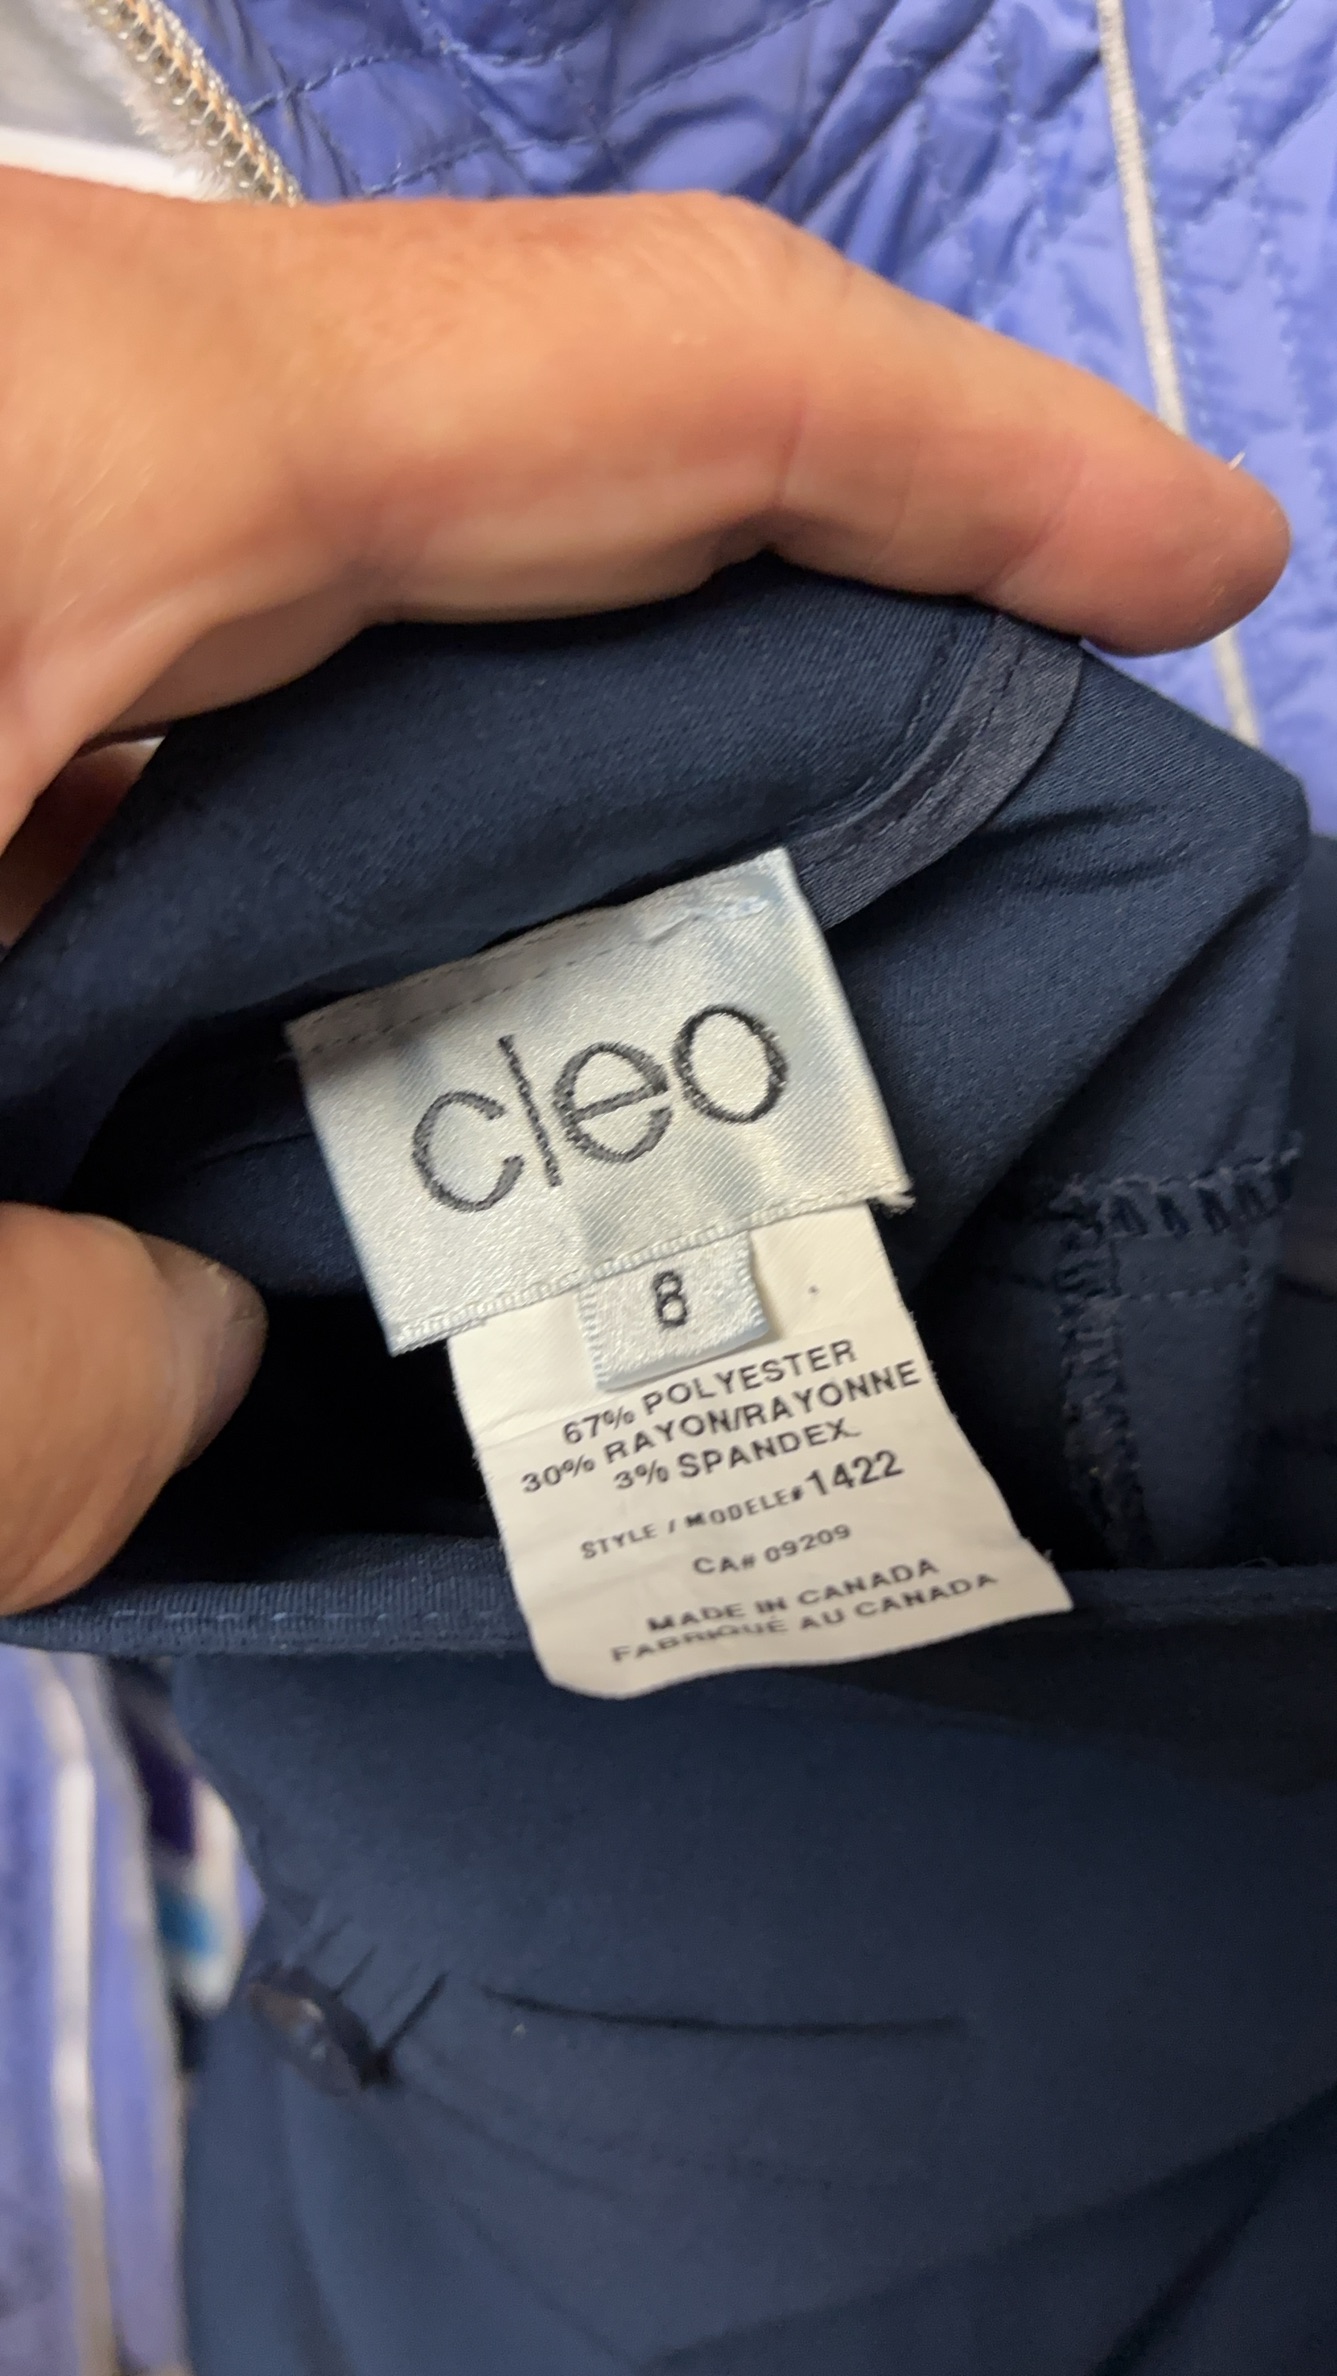 cleo
8
67% POLYESTER
30% RAYON/RAYONNE
3% SPANDEX
STYLE / MODELE# 1422
CA# 09209
MADE IN CANADA
FABRIQUÉ AU CANADA